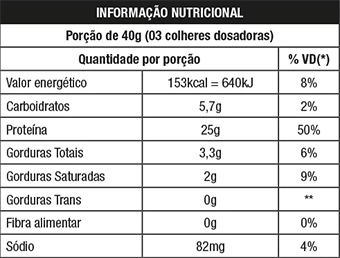 INFORMAÇÃO NUTRICIONAL
Porção de 40g (03 colheres dosadoras)
Quantidade por porção % VD(*)
Valor energético 153kcal = 640kJ 8%
Carboidratos 5,7g 2%
Proteína 25g 50%
Gorduras Totais 3,3g 6%
Gorduras Saturadas 2g 9%
Gorduras Trans 0g **
Fibra alimentar 0g 0%
Sódio 82mg 4%